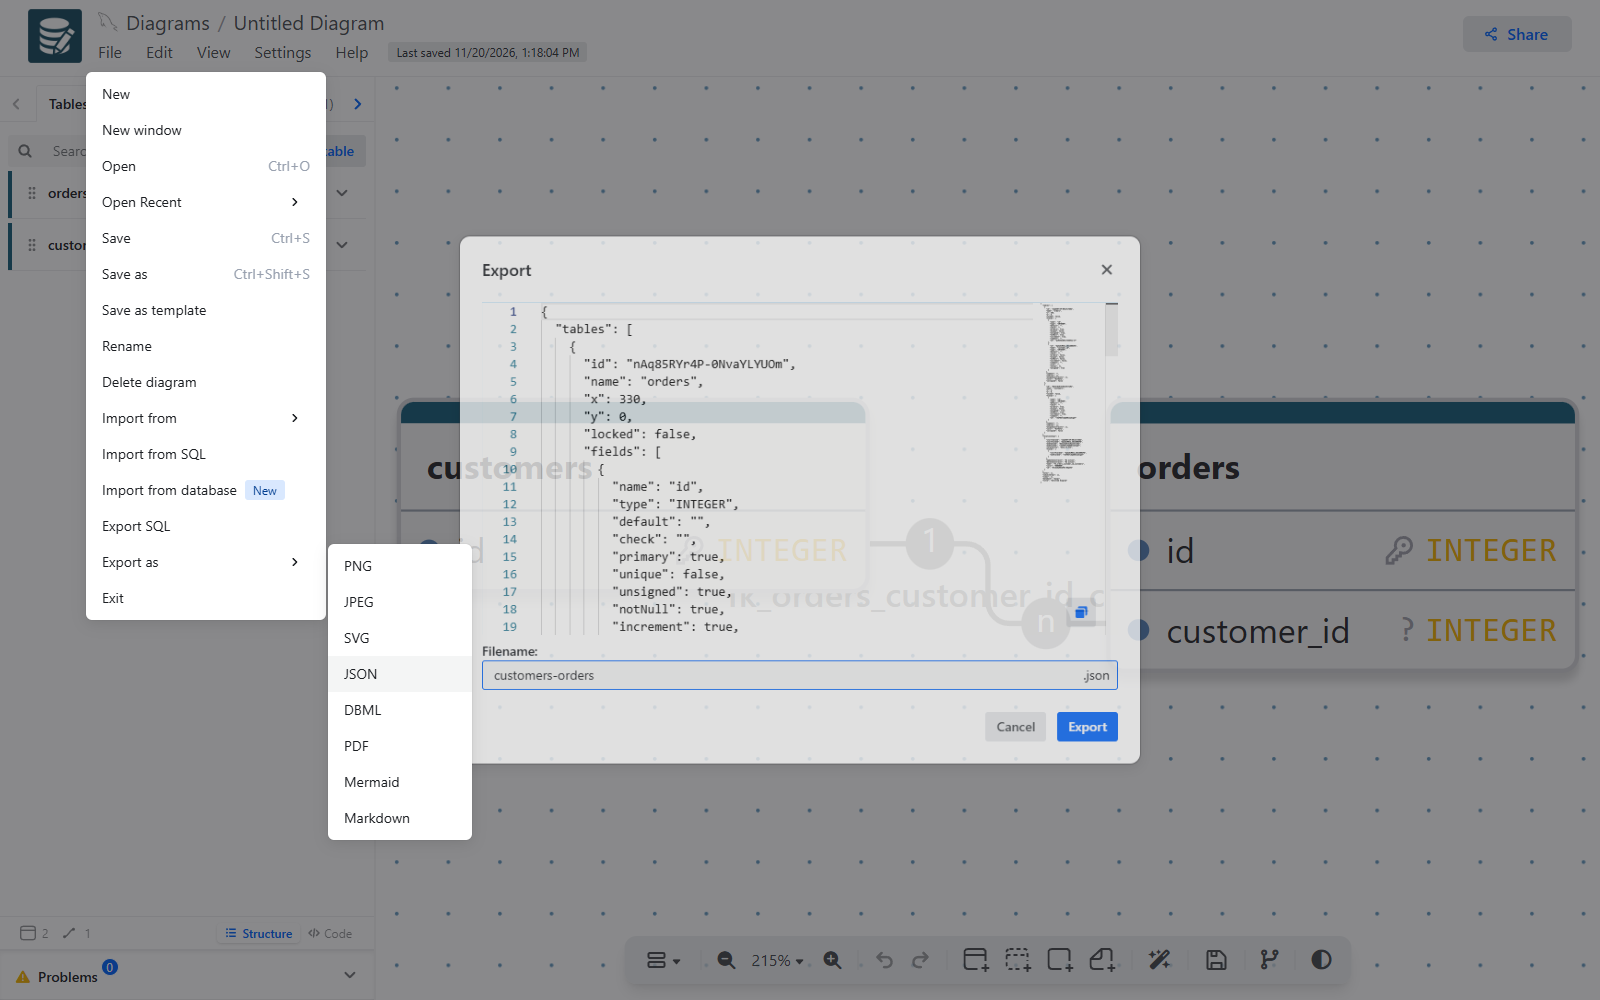 Diagrams / Untitled Diagram
File Edit View Settings Help Last saved 11/20/2026, 1:18:04 PM
Share
Tables
New
New window
Open Ctrl+O
Open Recent
Save Ctrl+S
Save as Ctrl+Shift+S
Save as template
Rename
Delete diagram
Import from
Import from SQL
Import from database New
Export SQL
Export as
Exit
PNG
JPEG
SVG
JSON
DBML
PDF
Mermaid
Markdown
Export
1 {
2 "tables": [
3 {
4 "id": "nAq85RYr4P-0NvaYLYUOm",
5 "name": "orders",
6 "x": 330,
7 "y": 0,
8 "locked": false,
9 "fields": [
10 {
11 "name": "id",
12 "type": "INTEGER",
13 "default": "",
14 "check": "",
15 "primary": true,
16 "unique": false,
17 "unsigned": true,
18 "notNull": true,
19 "increment": true,
Filename:
customers-orders .json
Cancel Export
customers
id INTEGER
1
n
orders
id INTEGER
customer_id ? INTEGER
2 1 Structure Code
Problems 0
215%